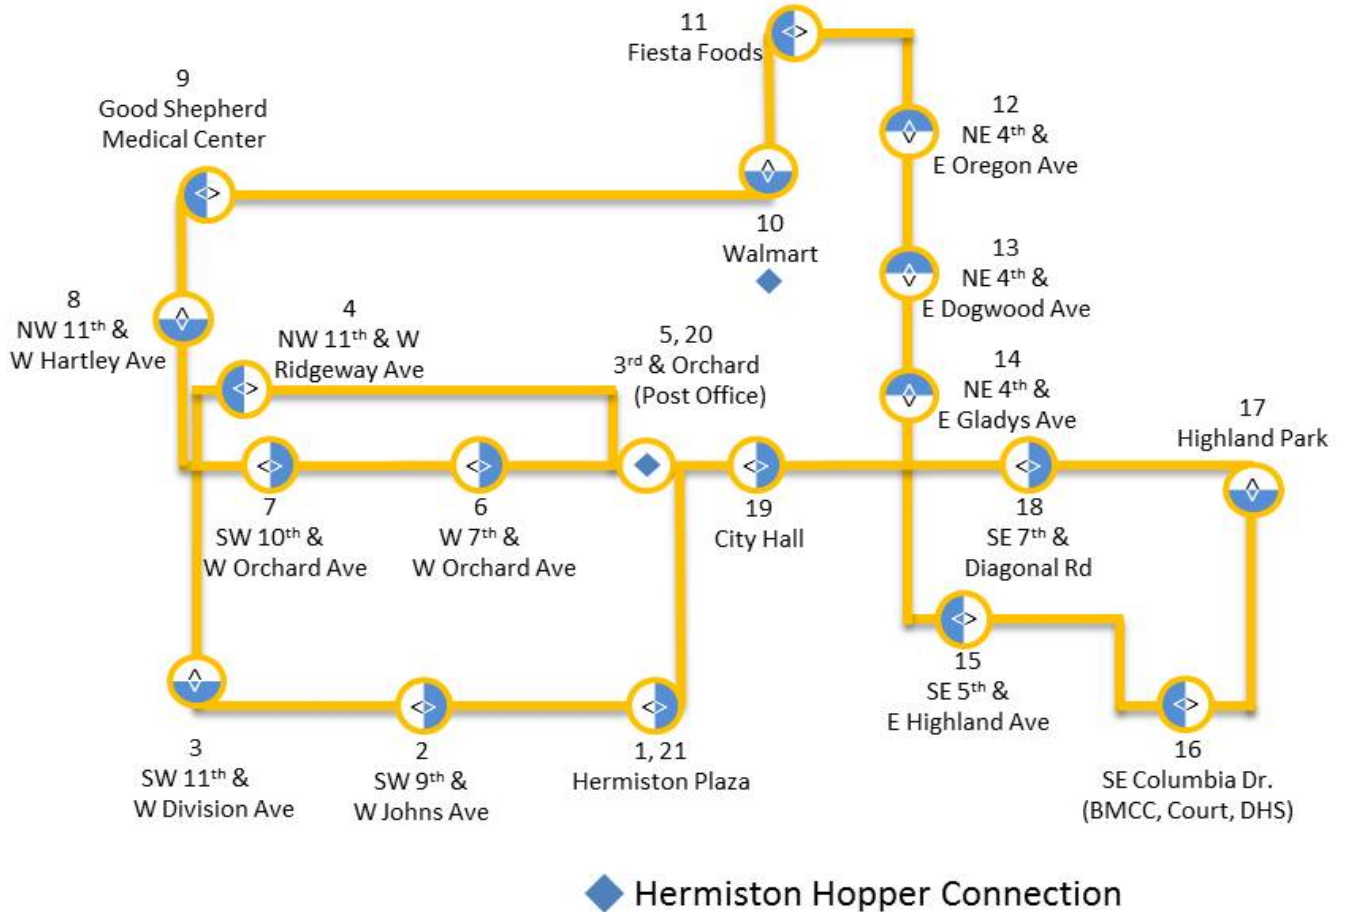 11
Fiesta Foods
9
Good Shepherd
Medical Center
12
NE 4th &
E Oregon Ave
10
Walmart
13
NE 4th &
E Dogwood Ave
8
NW 11th &
W Hartley Ave
4
NW 11th & W
Ridgeway Ave
5, 20
3rd & Orchard
(Post Office)
14
NE 4th &
E Gladys Ave
17
Highland Park
7
SW 10th &
W Orchard Ave
6
W 7th &
W Orchard Ave
19
City Hall
18
SE 7th &
Diagonal Rd
15
SE 5th &
E Highland Ave
3
SW 11th &
W Division Ave
2
SW 9th &
W Johns Ave
1, 21
Hermiston Plaza
16
SE Columbia Dr.
(BMCC, Court, DHS)
Hermiston Hopper Connection